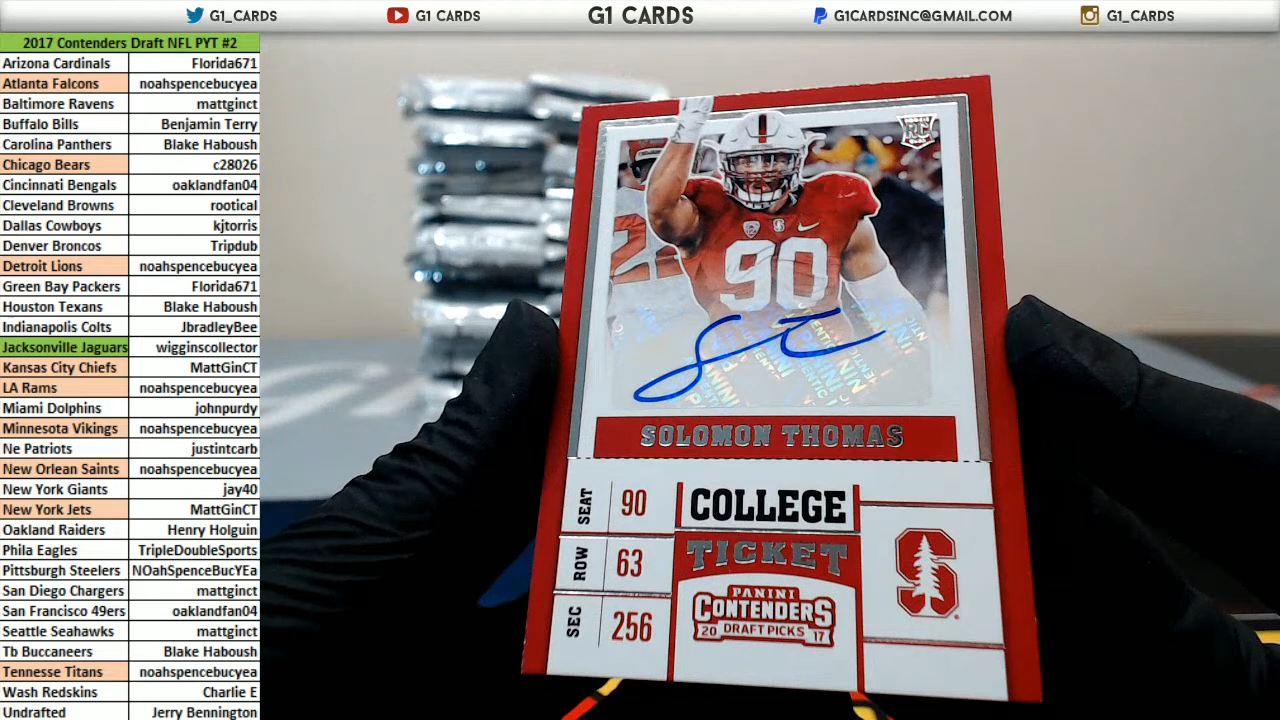 G1_CARDS G1 CARDS G1 CARDS G1CARDSINC@GMAIL.COM G1_CARDS
2017 Contenders Draft NFL PYT #2
Arizona Cardinals Florida671
Atlanta Falcons noahspencebucyea
Baltimore Ravens mattginct
Buffalo Bills Benjamin Terry
Carolina Panthers Blake Haboush
Chicago Bears c28026
Cincinnati Bengals oaklandfan04
Cleveland Browns rootical
Dallas Cowboys kjtorris
Denver Broncos Tripdub
Detroit Lions noahspencebucyea
Green Bay Packers Florida671
Houston Texans Blake Haboush
Indianapolis Colts JbradleyBee
Jacksonville Jaguars wigginscollector
Kansas City Chiefs MattGinCT
LA Rams noahspencebucyea
Miami Dolphins johnpurdy
Minnesota Vikings noahspencebucyea
Ne Patriots justintcarb
New Orlean Saints noahspencebucyea
New York Giants jay40
New York Jets MattGinCT
Oakland Raiders Henry Holguin
Phila Eagles TripleDoubleSports
Pittsburgh Steelers NOahSpenceBucYEa
San Diego Chargers mattginct
San Francisco 49ers oaklandfan04
Seattle Seahawks mattginct
Tb Buccaneers Blake Haboush
Tennesse Titans noahspencebucyea
Wash Redskins Charlie E
Undrafted Jerry Bennington
RC
90
SOLOMON THOMAS
SEAT 90
ROW 63
SEC 256
COLLEGE
TICKET
PANINI
CONTENDERS
20 DRAFT PICKS 17
S